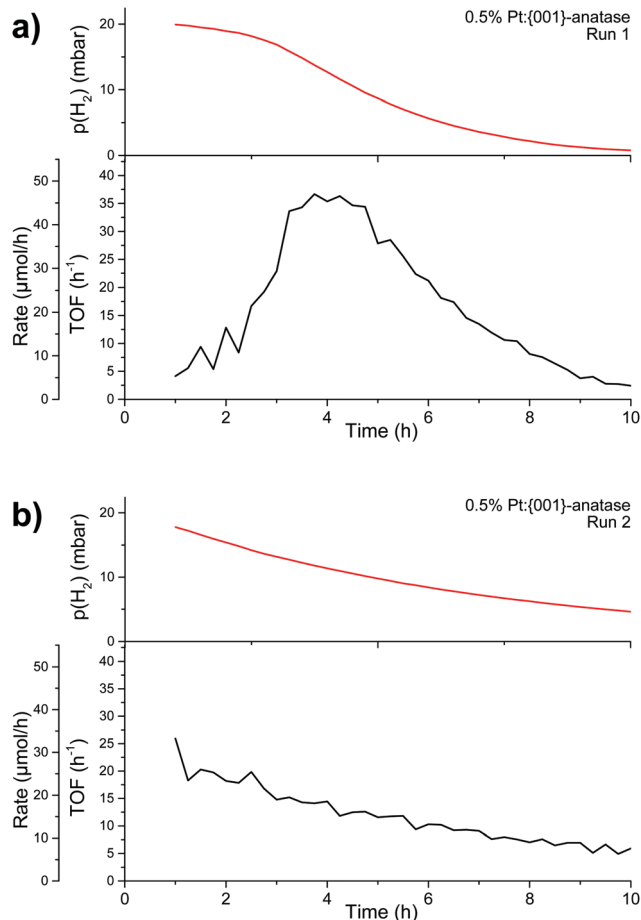 a)
0.5% Pt:{001}-anatase
Run 1
p(H₂) (mbar)
20
10
0
Rate (µmol/h)
50
40
30
20
10
0
TOF (h⁻¹)
40
35
30
25
20
15
10
5
0
0 2 4 6 8 10
Time (h)
b)
0.5% Pt:{001}-anatase
Run 2
p(H₂) (mbar)
20
10
0
Rate (µmol/h)
50
40
30
20
10
0
TOF (h⁻¹)
40
35
30
25
20
15
10
5
0
0 2 4 6 8 10
Time (h)